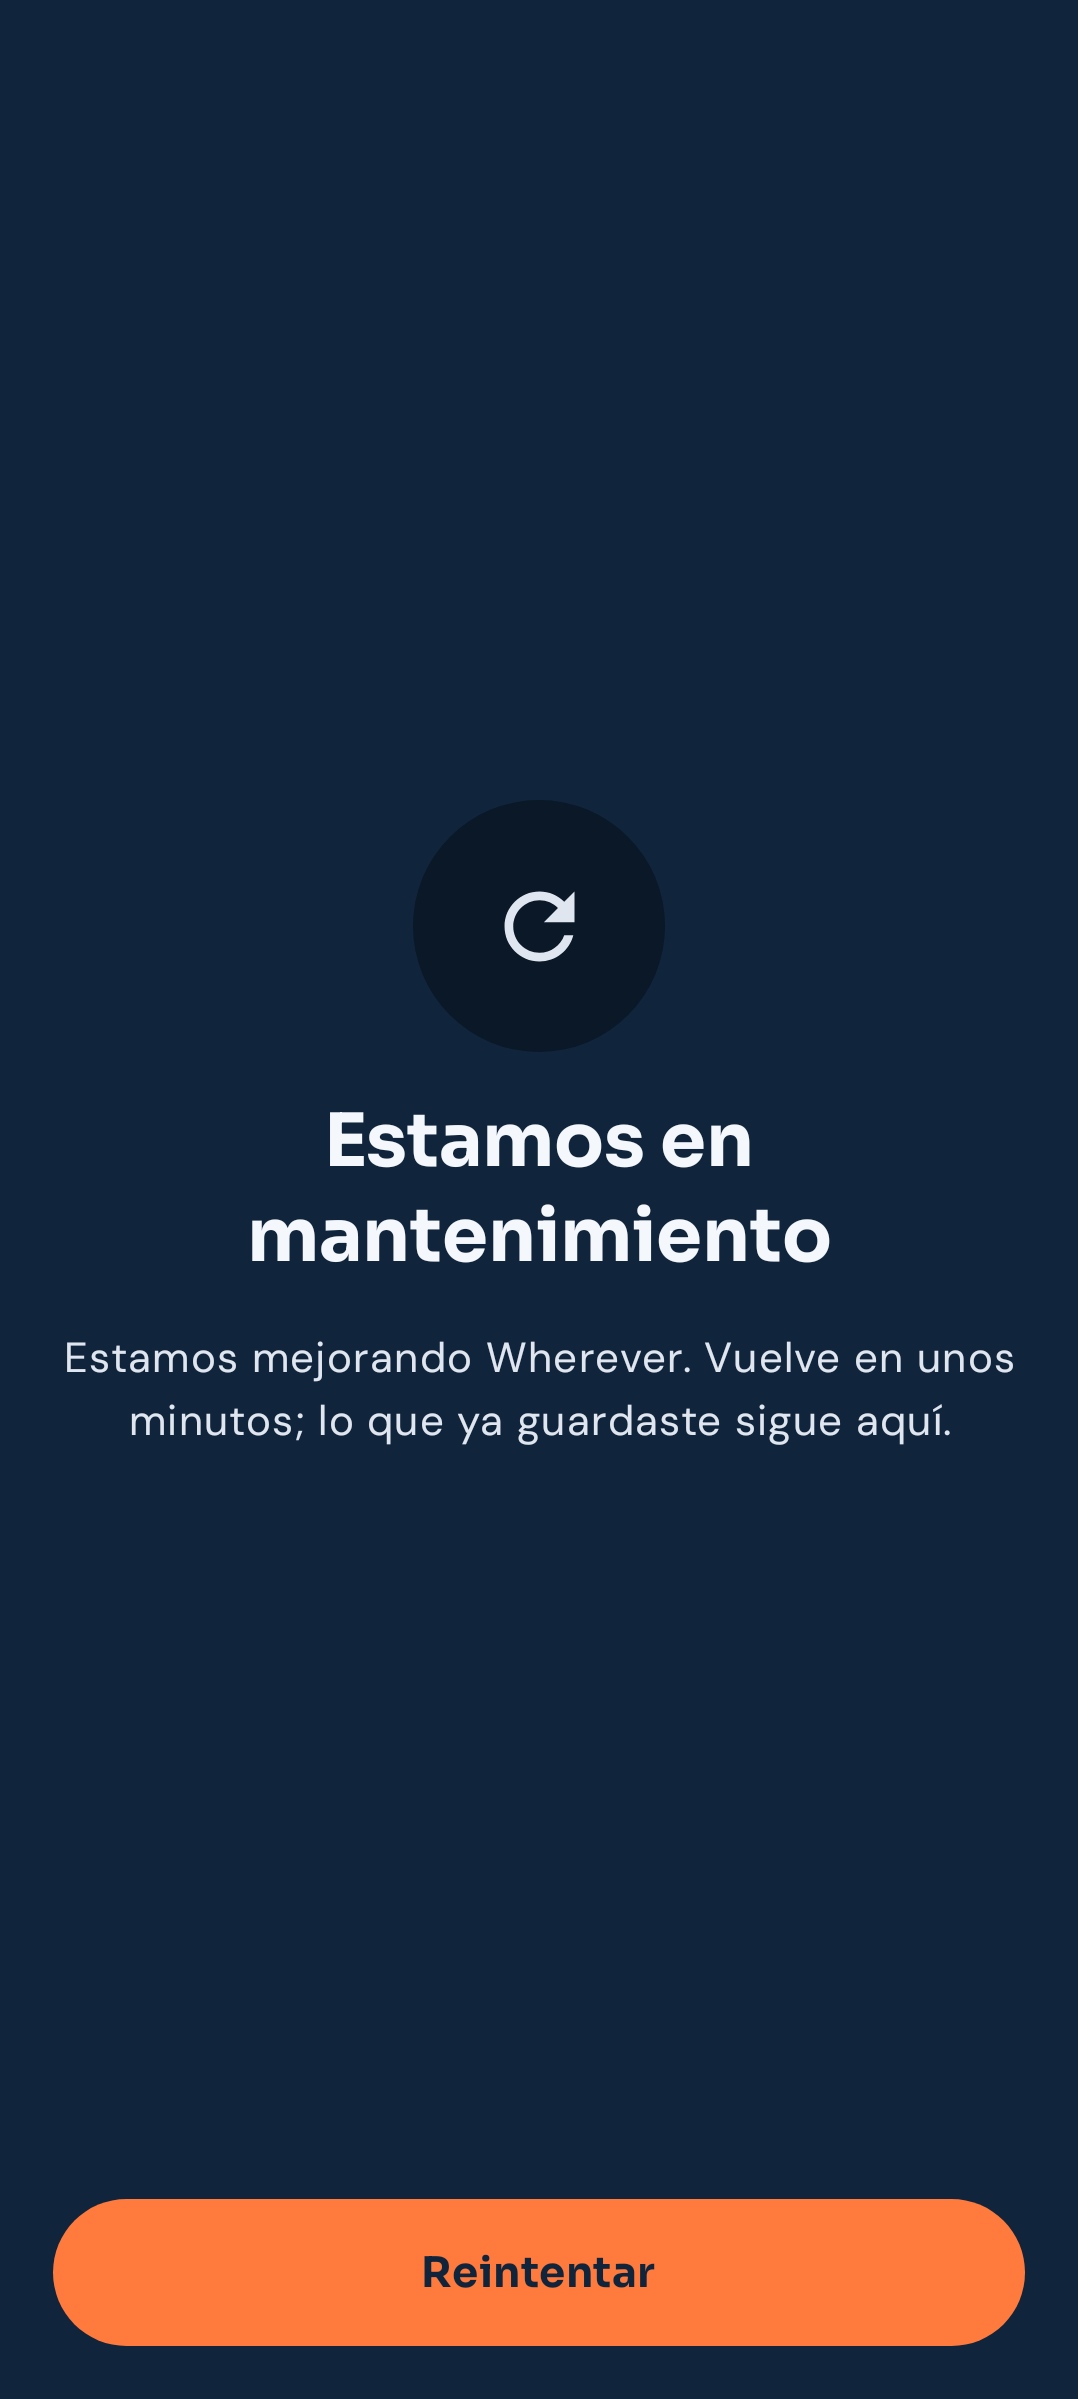 Estamos en
mantenimiento
Estamos mejorando Wherever. Vuelve en unos
minutos; lo que ya guardaste sigue aquí.
Reintentar